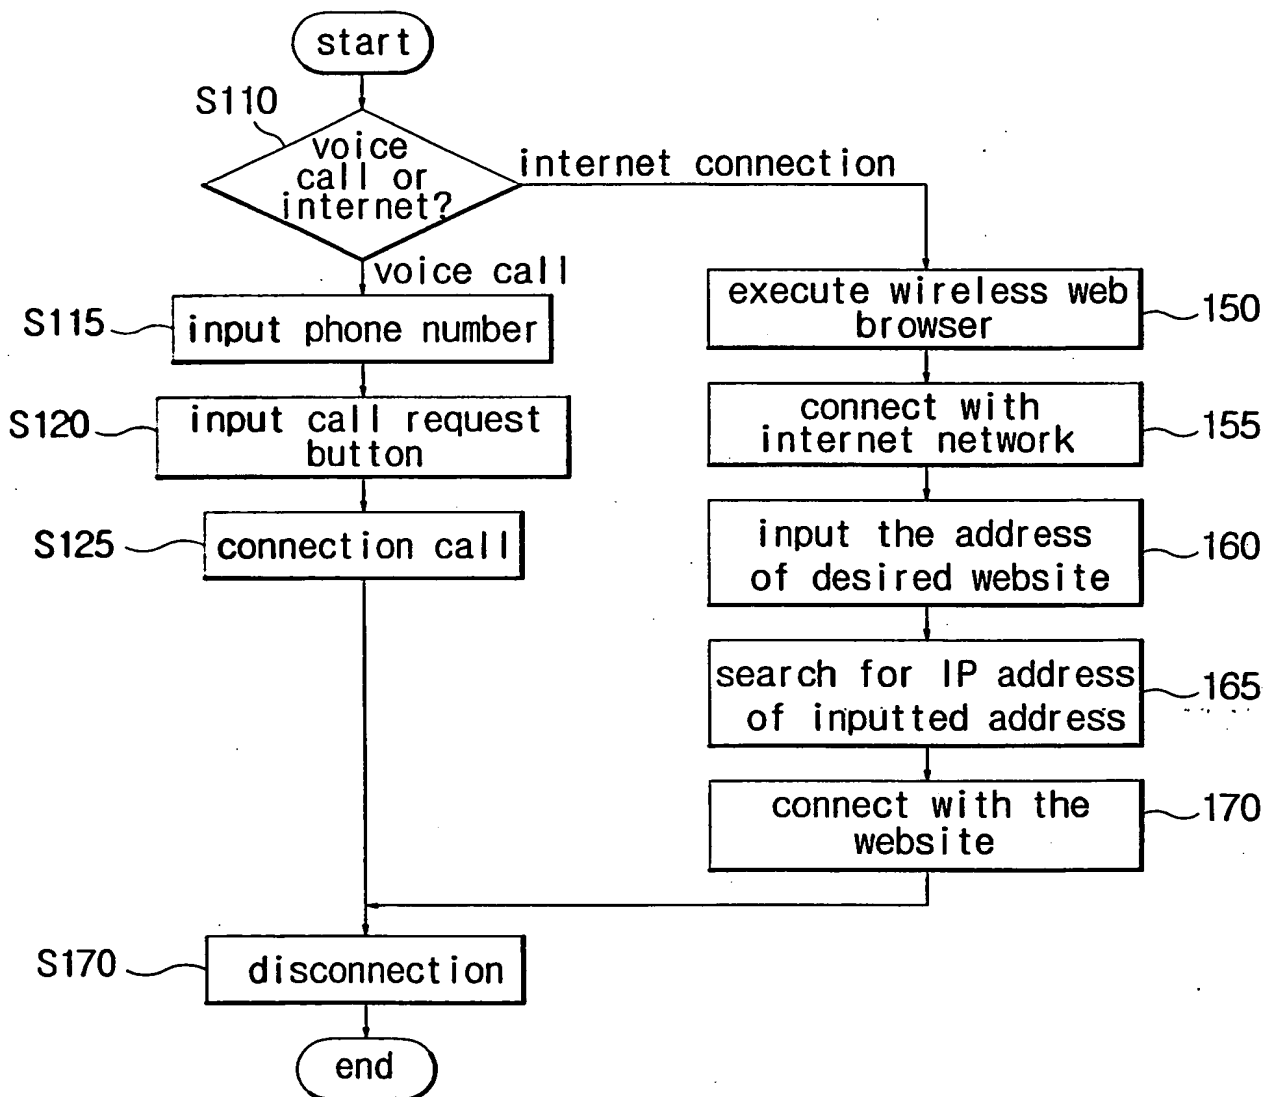 start
S110
voice
call or
internet?
internet connection
voice call
S115
input phone number
S120
input call request
button
S125
connection call
execute wireless web
browser
150
connect with
internet network
155
input the address
of desired website
160
search for IP address
of inputted address
165
connect with the
website
170
S170
disconnection
end